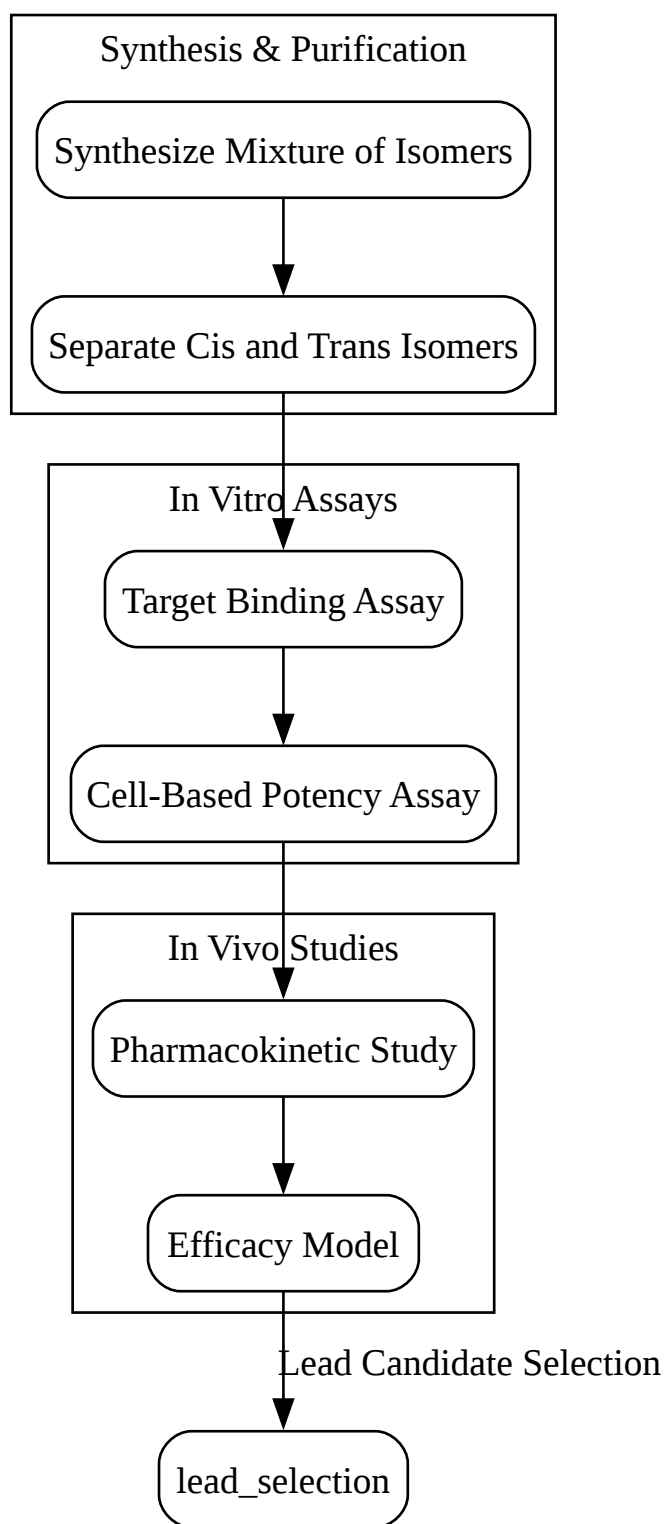 Synthesis & Purification
Synthesize Mixture of Isomers
Separate Cis and Trans Isomers
In Vitro Assays
Target Binding Assay
Cell-Based Potency Assay
In Vivo Studies
Pharmacokinetic Study
Efficacy Model
Lead Candidate Selection
lead_selection